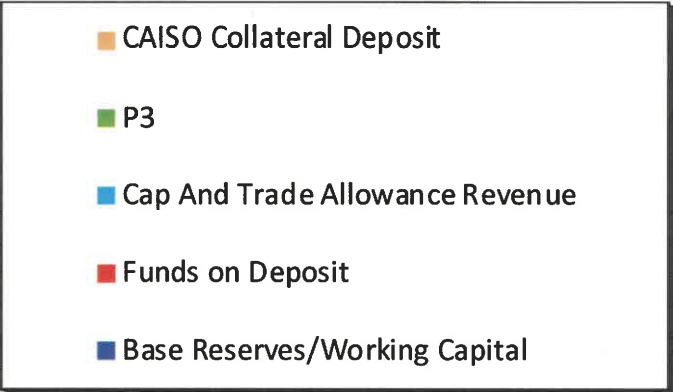 CAISO Collateral Deposit
P3
Cap And Trade Allowance Revenue
Funds on Deposit
Base Reserves/Working Capital